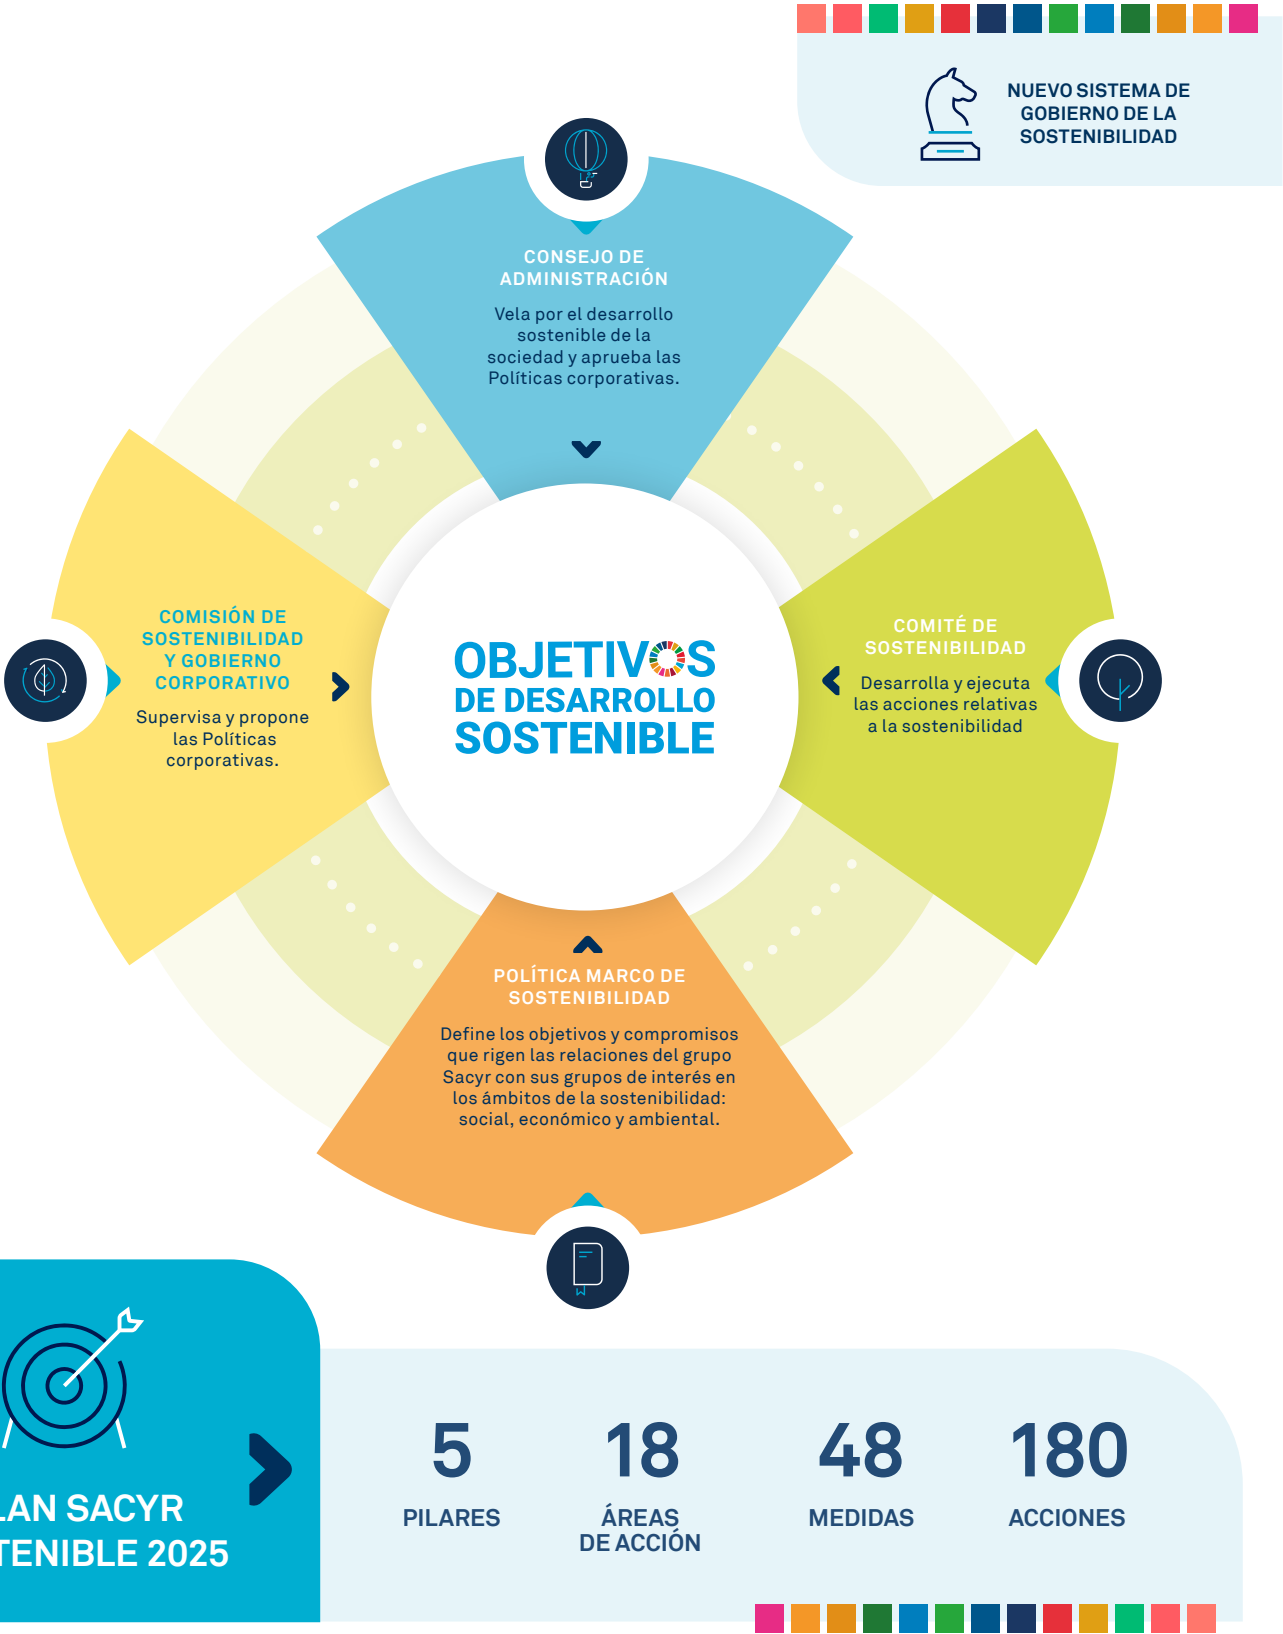 NUEVO SISTEMA DE
GOBIERNO DE LA
SOSTENIBILIDAD
CONSEJO DE
ADMINISTRACIÓN
Vela por el desarrollo
sostenible de la
sociedad y aprueba las
Políticas corporativas.
COMISIÓN DE
SOSTENIBILIDAD
Y GOBIERNO
CORPORATIVO
Supervisa y propone
las Políticas
corporativas.
OBJETIVOS
DE DESARROLLO
SOSTENIBLE
COMITÉ DE
SOSTENIBILIDAD
Desarrolla y ejecuta
las acciones relativas
a la sostenibilidad
POLÍTICA MARCO DE
SOSTENIBILIDAD
Define los objetivos y compromisos
que rigen las relaciones del grupo
Sacyr con sus grupos de interés en
los ámbitos de la sostenibilidad:
social, económico y ambiental.
LAN SACYR
TENIBLE 2025
5
PILARES
18
ÁREAS
DE ACCIÓN
48
MEDIDAS
180
ACCIONES